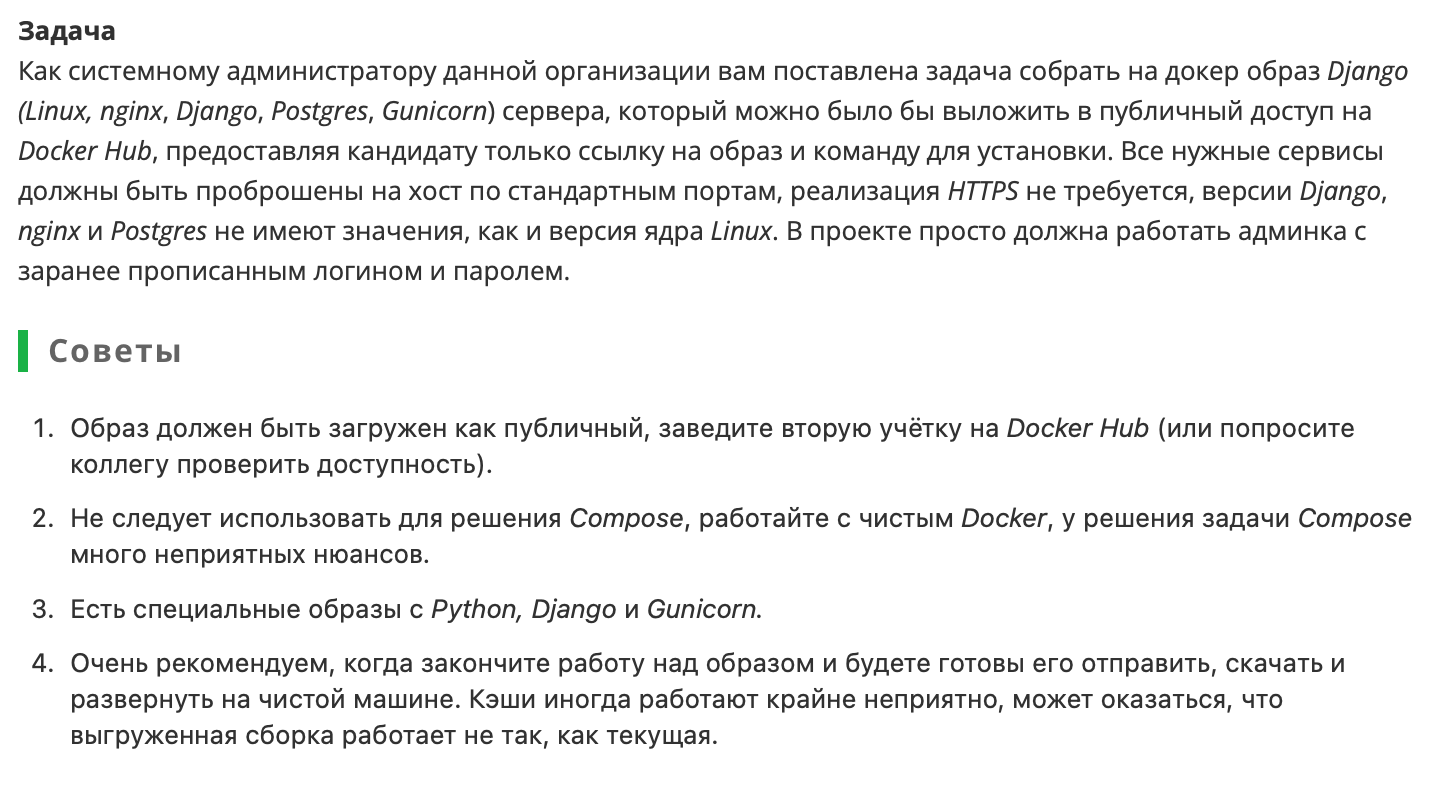 Задача
Как системному администратору данной организации вам поставлена задача собрать на докер образ Django
(Linux, nginx, Django, Postgres, Gunicorn) сервера, который можно было бы выложить в публичный доступ на
Docker Hub, предоставляя кандидату только ссылку на образ и команду для установки. Все нужные сервисы
должны быть проброшены на хост по стандартным портам, реализация HTTPS не требуется, версии Django,
nginx и Postgres не имеют значения, как и версия ядра Linux. В проекте просто должна работать админка с
заранее прописанным логином и паролем.
Советы
1. Образ должен быть загружен как публичный, заведите вторую учётку на Docker Hub (или попросите
коллегу проверить доступность).
2. Не следует использовать для решения Compose, работайте с чистым Docker, у решения задачи Compose
много неприятных нюансов.
3. Есть специальные образы с Python, Django и Gunicorn.
4. Очень рекомендуем, когда закончите работу над образом и будете готовы его отправить, скачать и
развернуть на чистой машине. Кэши иногда работают крайне неприятно, может оказаться, что
выгруженная сборка работает не так, как текущая.